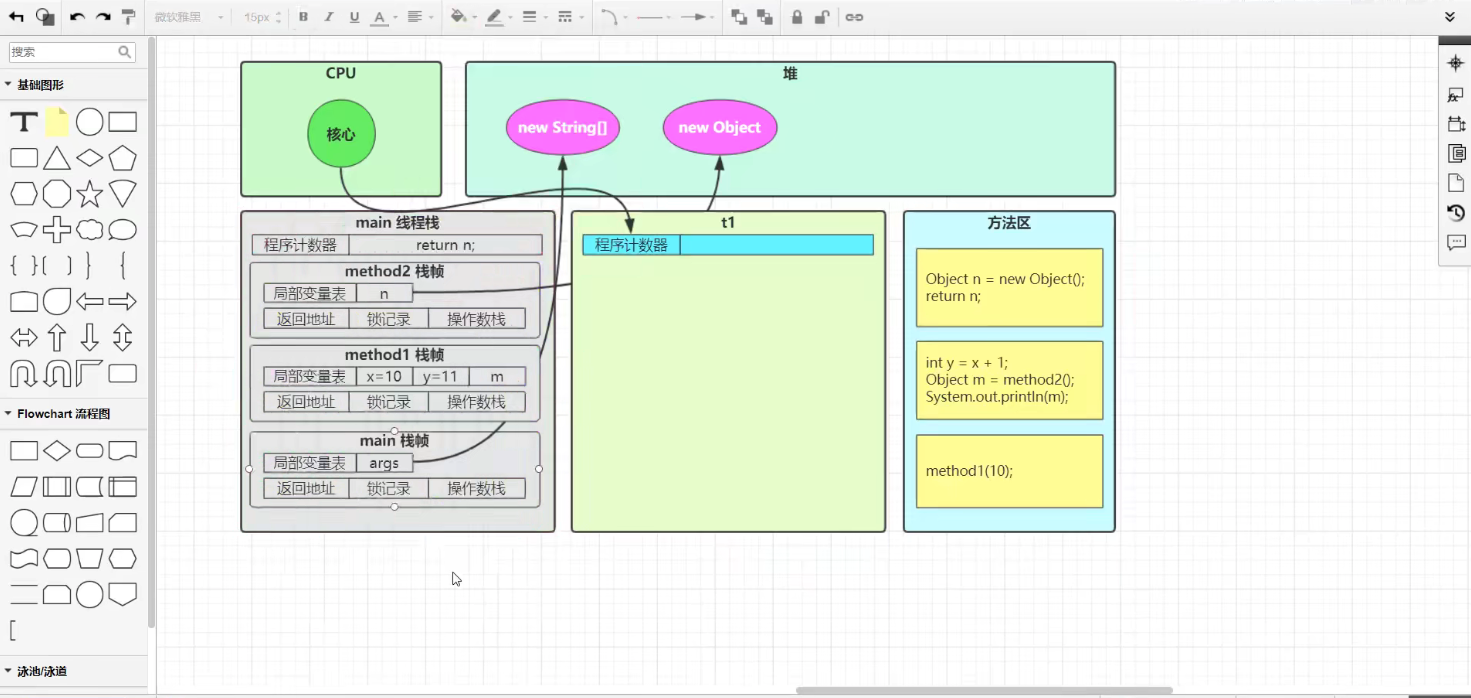 微软雅黑 15px B I U A
搜索
基础图形
T
Flowchart 流程图
泳池/泳道
CPU
核心
堆
new String[]
new Object
main 线程栈
程序计数器 return n;
method2 栈帧
局部变量表 n
返回地址 锁记录 操作数栈
method1 栈帧
局部变量表 x=10 y=11 m
返回地址 锁记录 操作数栈
main 栈帧
局部变量表 args
返回地址 锁记录 操作数栈
t1
程序计数器
方法区
Object n = new Object();
return n;
int y = x + 1;
Object m = method2();
System.out.println(m);
method1(10);